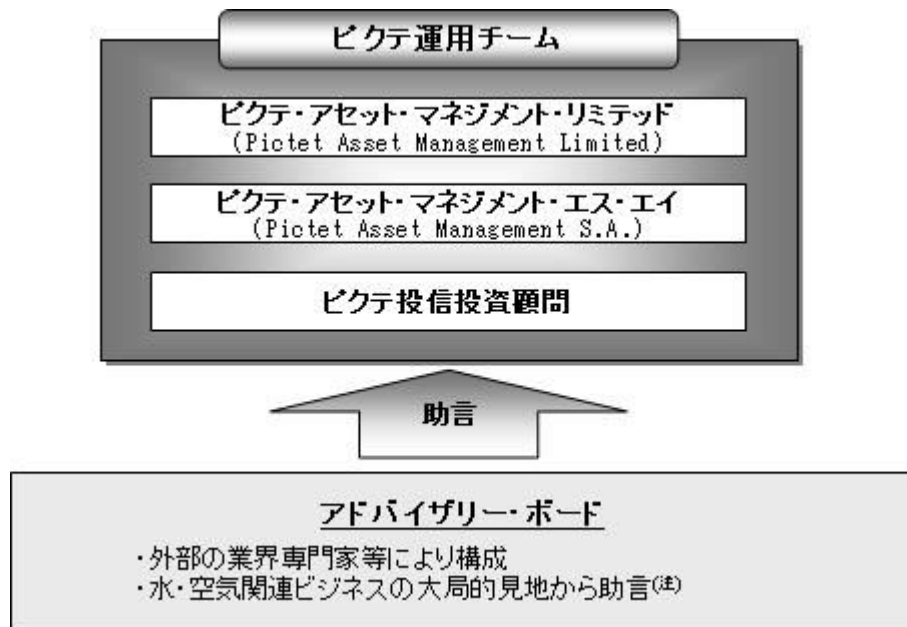 ピクテ運用チーム
ピクテ・アセット・マネジメント・リミテッド
(Pictet Asset Management Limited)
ピクテ・アセット・マネジメント・エス・エイ
(Pictet Asset Management S.A.)
ピクテ投信投資顧問
助言
アドバイザリー・ボード
・外部の業界専門家等により構成
・水・空気関連ビジネスの大局的見地から助言(注)